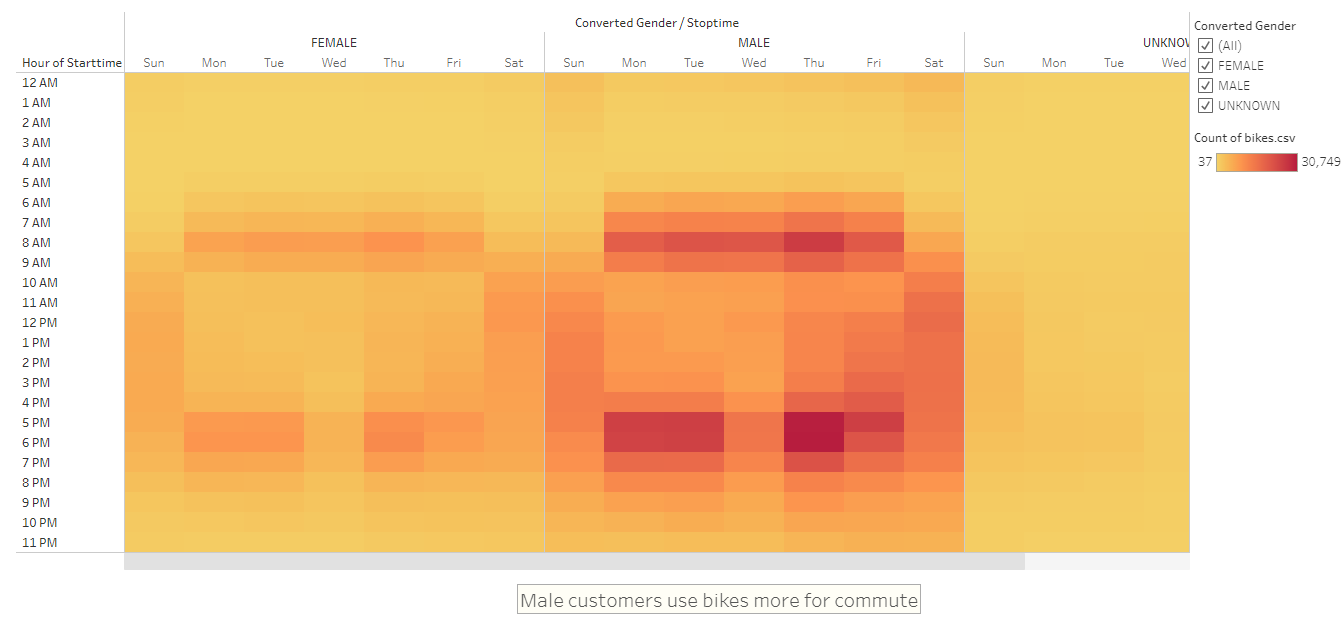 Converted Gender / Stoptime
FEMALE MALE UNKNOW
Hour of Starttime Sun Mon Tue Wed Thu Fri Sat Sun Mon Tue Wed Thu Fri Sat Sun Mon Tue Wed
12 AM
1 AM
2 AM
3 AM
4 AM
5 AM
6 AM
7 AM
8 AM
9 AM
10 AM
11 AM
12 PM
1 PM
2 PM
3 PM
4 PM
5 PM
6 PM
7 PM
8 PM
9 PM
10 PM
11 PM
Converted Gender
(All)
FEMALE
MALE
UNKNOWN
Count of bikes.csv
37 30,749
Male customers use bikes more for commute